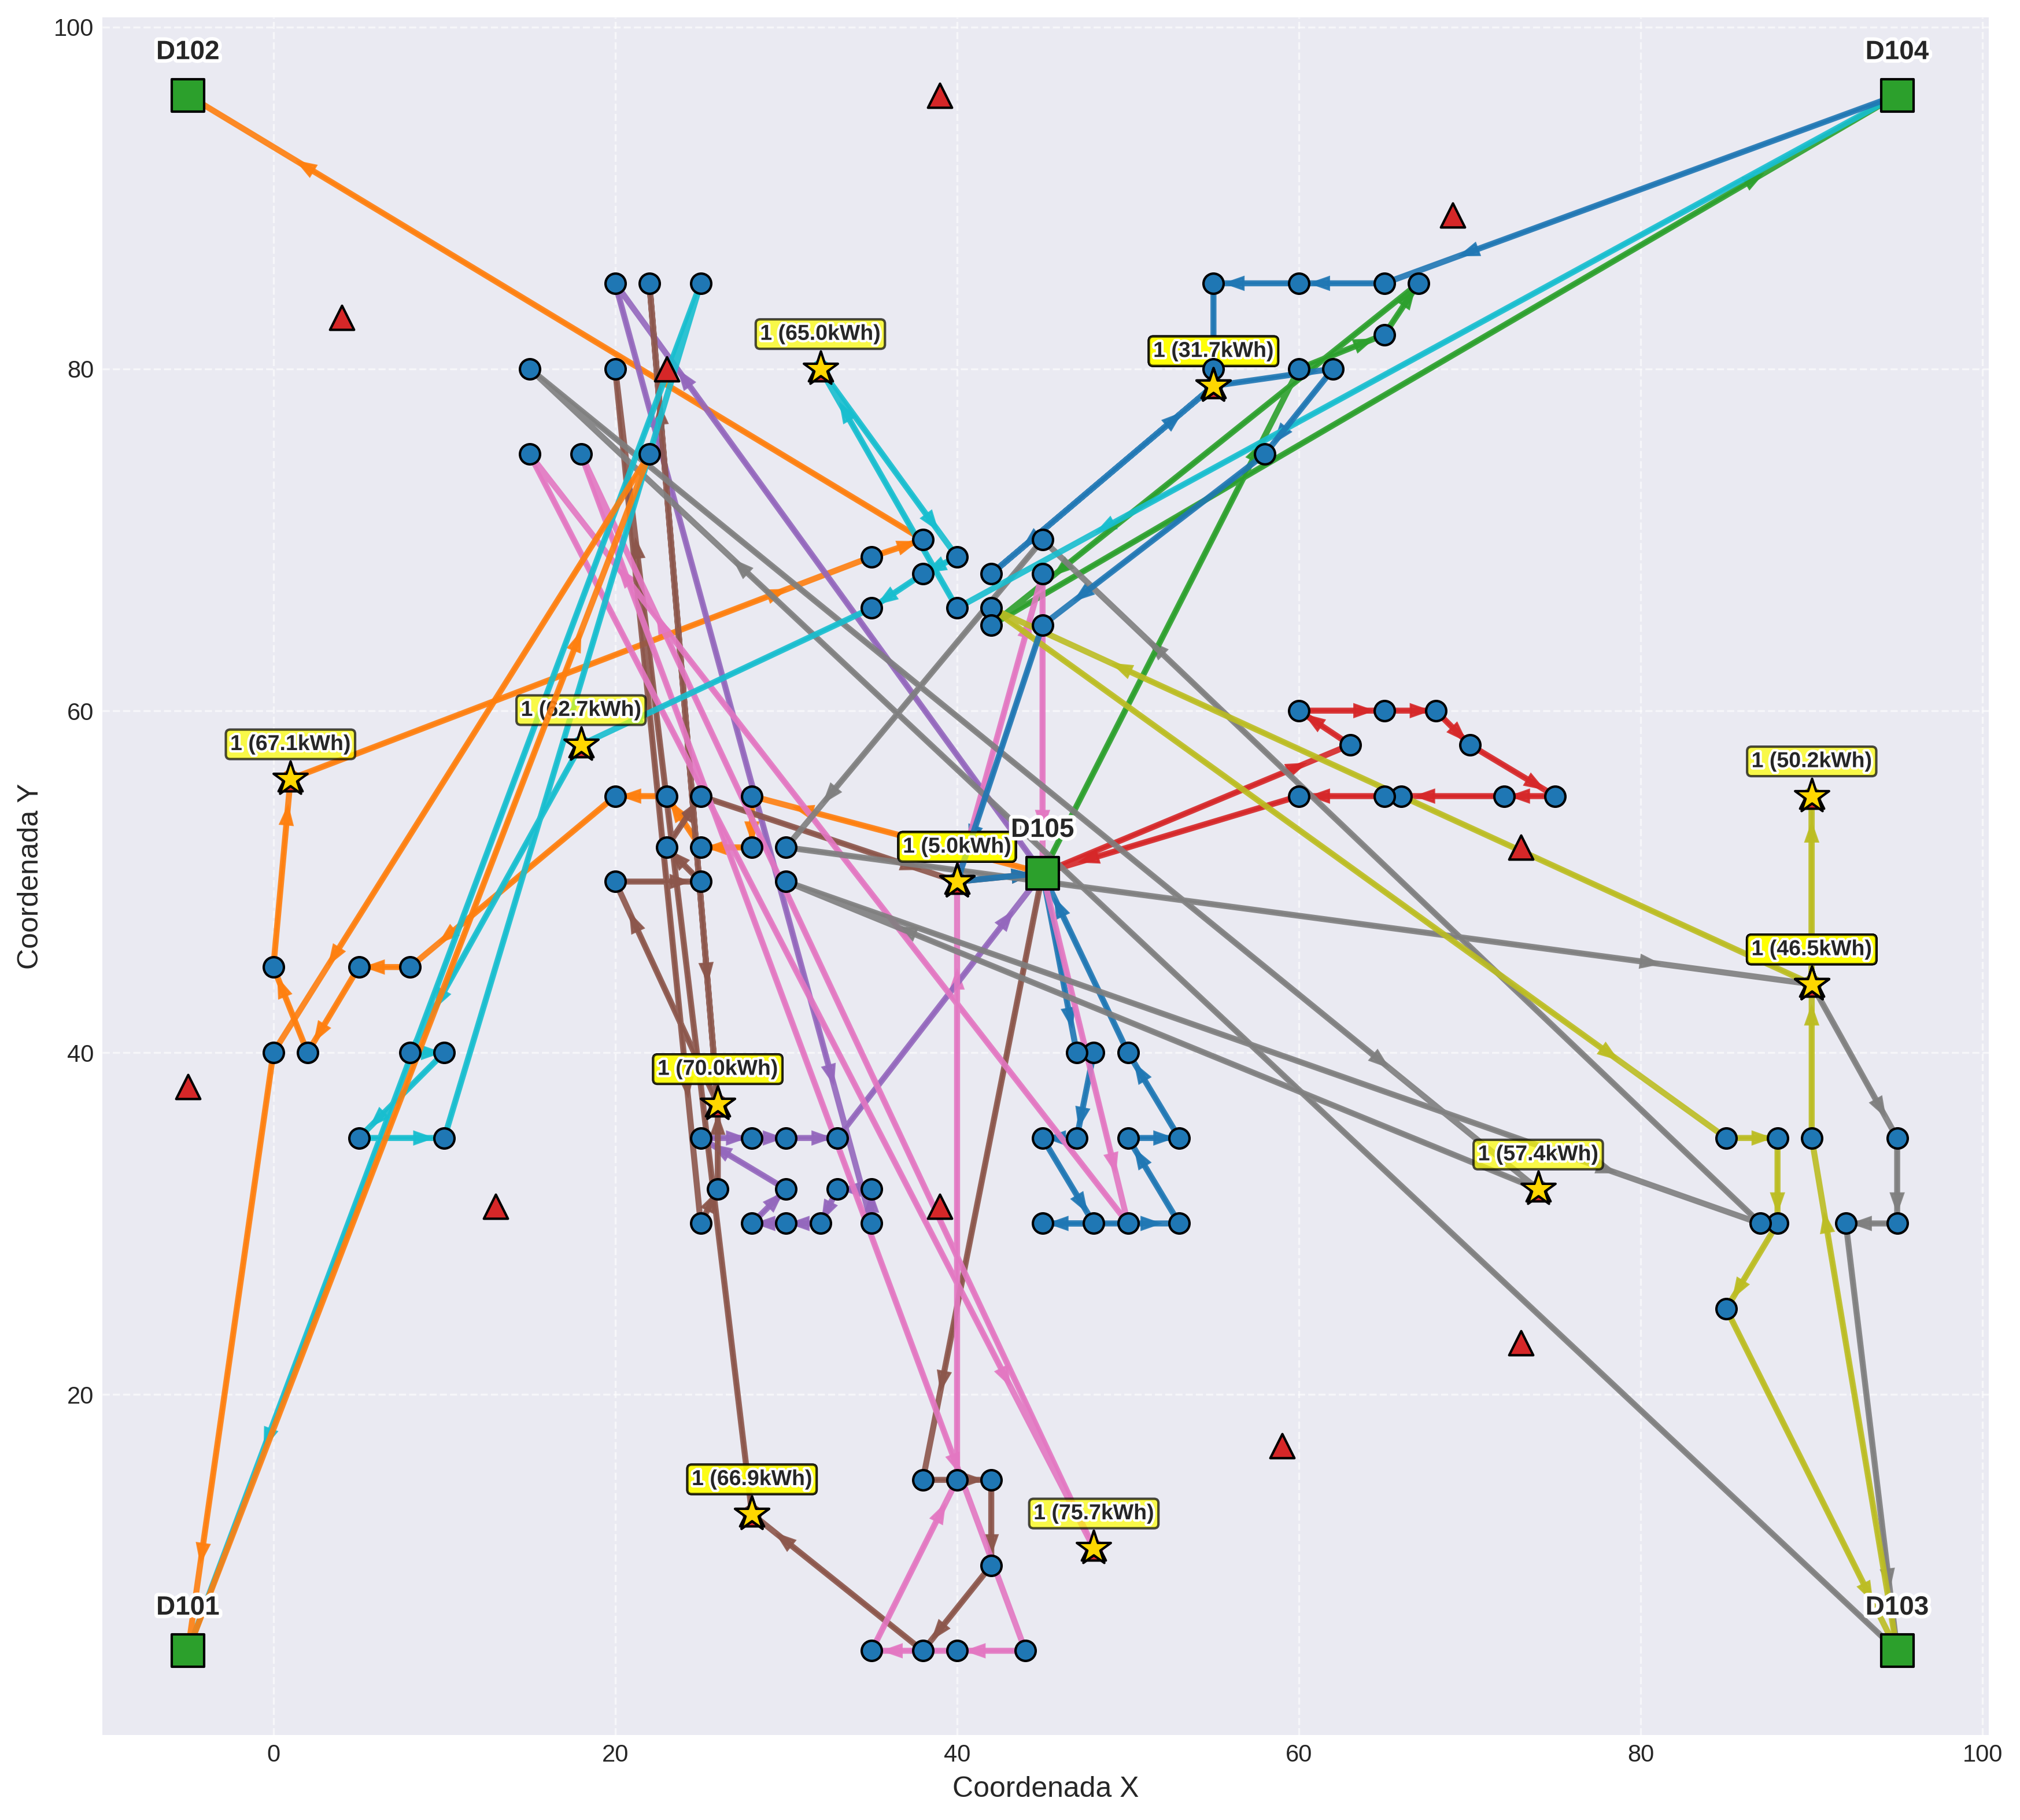 100
D102
D104
1 (65.0kWh)
1 (31.7kWh)
80
60
1 (62.7kWh)
1 (67.1kWh)
1 (50.2kWh)
D105
1 (5.0kWh)
1 (46.5kWh)
Coordenada Y
40
1 (70.0kWh)
1 (57.4kWh)
20
1 (66.9kWh)
1 (75.7kWh)
D101
D103
0
20
40
60
80
100
Coordenada X